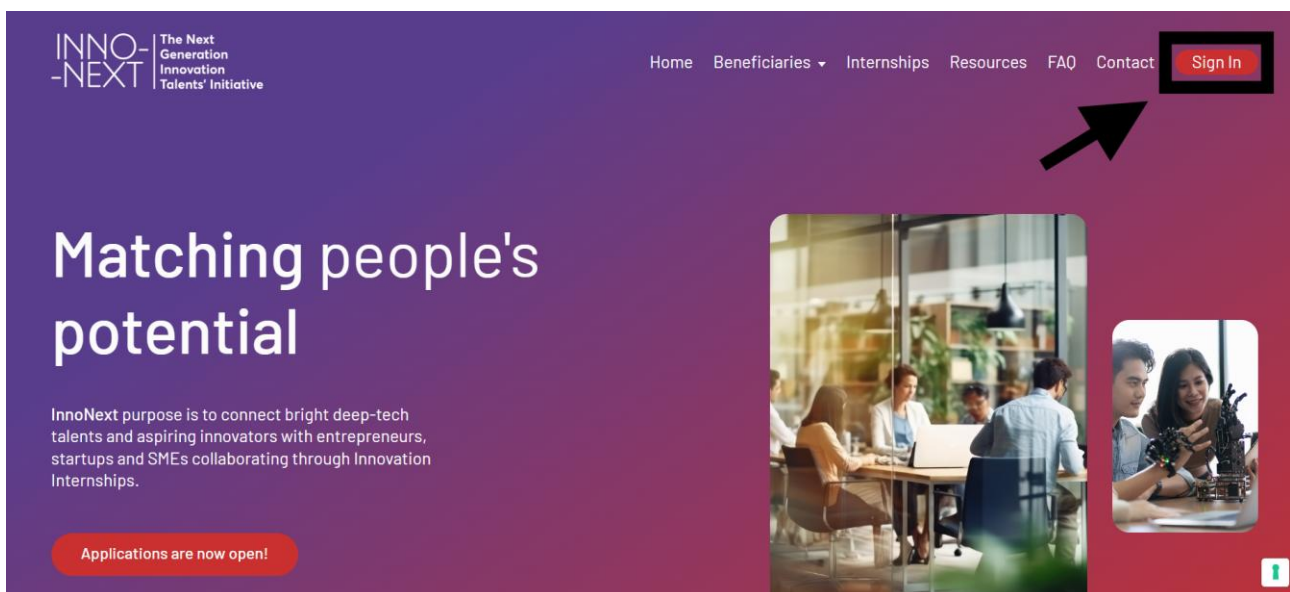 INNO-
-NEXT
The Next
Generation
Innovation
Talents' Initiative
Home Beneficiaries Internships Resources FAQ Contact Sign In
Matching people's
potential
InnoNext purpose is to connect bright deep-tech
talents and aspiring innovators with entrepreneurs,
startups and SMEs collaborating through Innovation
Internships.
Applications are now open!